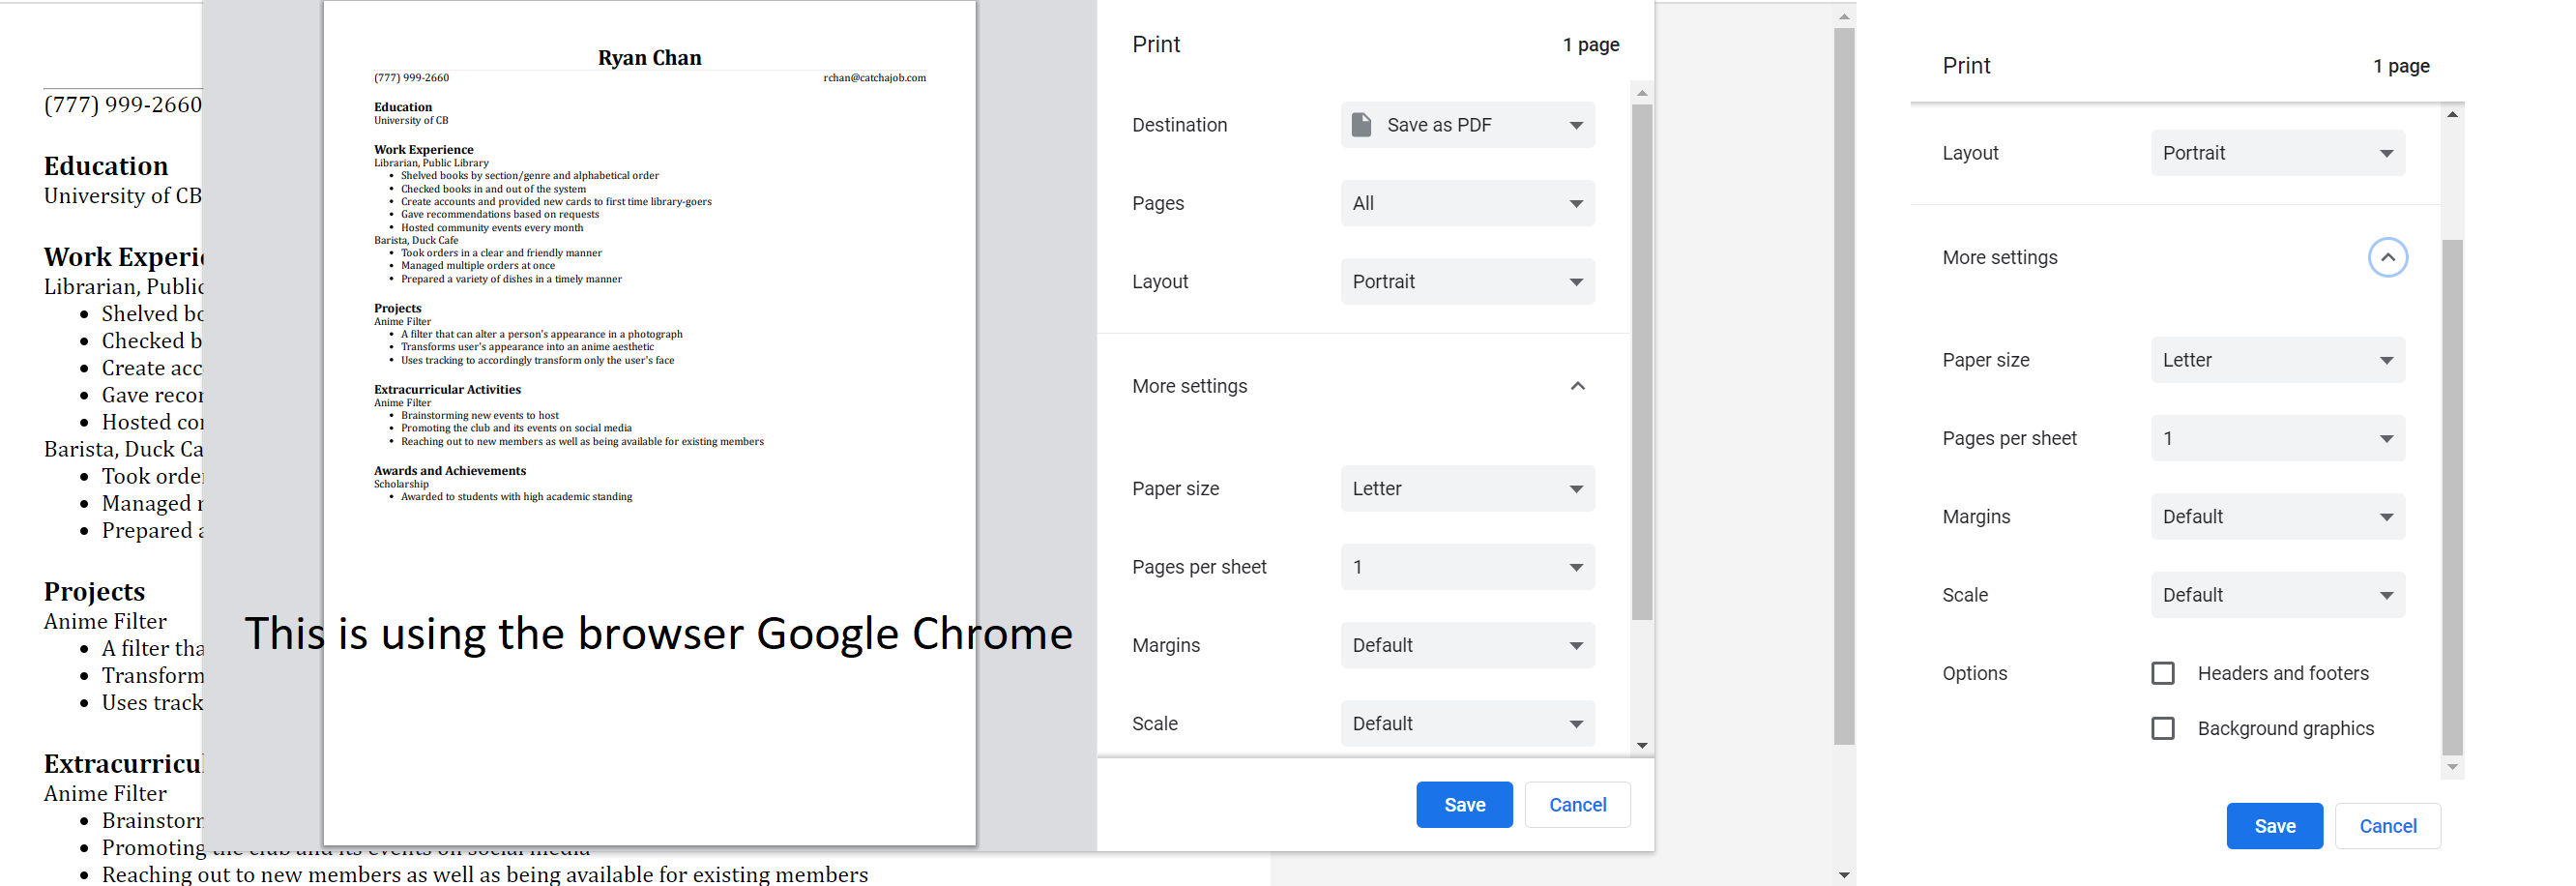 (777) 999-2660
Education
University of CB
Work Experi
Librarian, Public
Shelved bo
Checked b
Create acc
Gave recor
Hosted co
Barista, Duck Ca
Took orde
Managed
Prepared a
Projects
Anime Filter
A filter tha
Transform
Uses track
Extracurricul
Anime Filter
Brainstorn
Promoting the club and its events on social media
Reaching out to new members as well as being available for existing members
Ryan Chan
(777) 999-2660 rchan@catchajob.com
Education
University of CB
Work Experience
Librarian, Public Library
Shelved books by section/genre and alphabetical order
Checked books in and out of the system
Create accounts and provided new cards to first time library-goers
Gave recommendations based on requests
Hosted community events every month
Barista, Duck Cafe
Took orders in a clear and friendly manner
Managed multiple orders at once
Prepared a variety of dishes in a timely manner
Projects
Anime Filter
A filter that can alter a person's appearance in a photograph
Transforms user's appearance into an anime aesthetic
Uses tracking to accordingly transform only the user's face
Extracurricular Activities
Anime Filter
Brainstorming new events to host
Promoting the club and its events on social media
Reaching out to new members as well as being available for existing members
Awards and Achievements
Scholarship
Awarded to students with high academic standing
This is using the browser Google Chrome
Print 1 page
Destination Save as PDF
Pages All
Layout Portrait
More settings
Paper size Letter
Pages per sheet 1
Margins Default
Scale Default
Save Cancel
Print 1 page
Layout Portrait
More settings
Paper size Letter
Pages per sheet 1
Margins Default
Scale Default
Options Headers and footers
Background graphics
Save Cancel